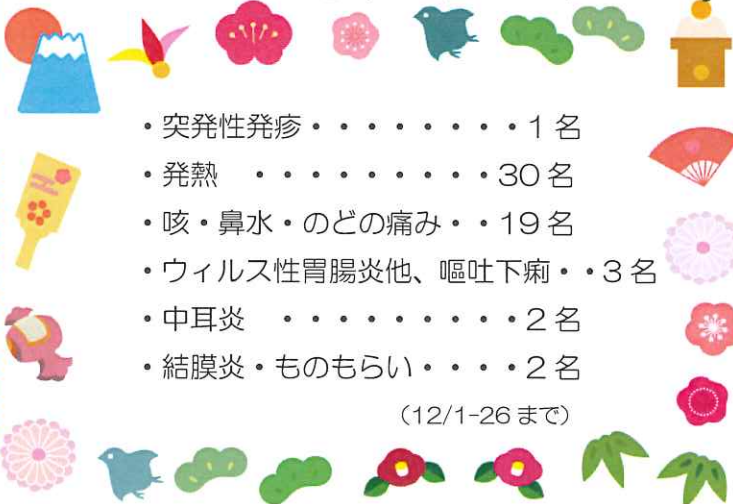 ・突発性発疹・・・・・・・・1名
・発熱　・・・・・・・・・30名
・咳・鼻水・のどの痛み・・19名
・ウィルス性胃腸炎他、嘔吐下痢・・3名
・中耳炎　・・・・・・・・・2名
・結膜炎・ものもらい・・・・2名
（12/1-26まで）